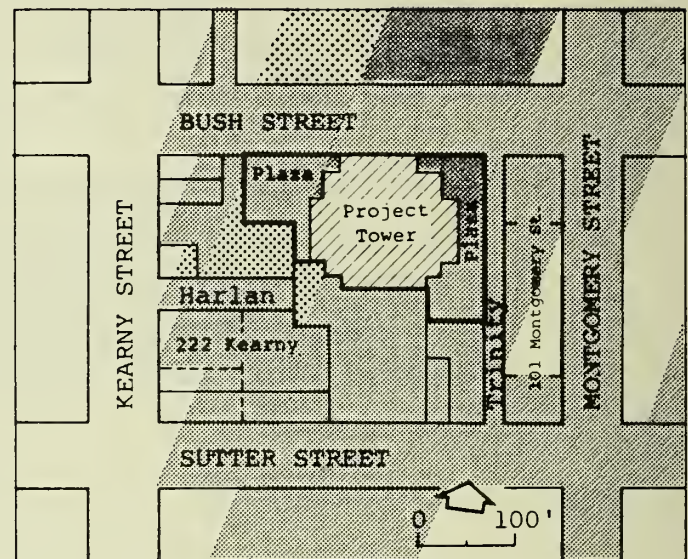 BUSH STREET
Plaza
Project
Tower
Plaza
KEARNY STREET
Harlan
222 Kearny
Trinity
101 Montgomery St.
MONTGOMERY STREET
SUTTER STREET
0 100'